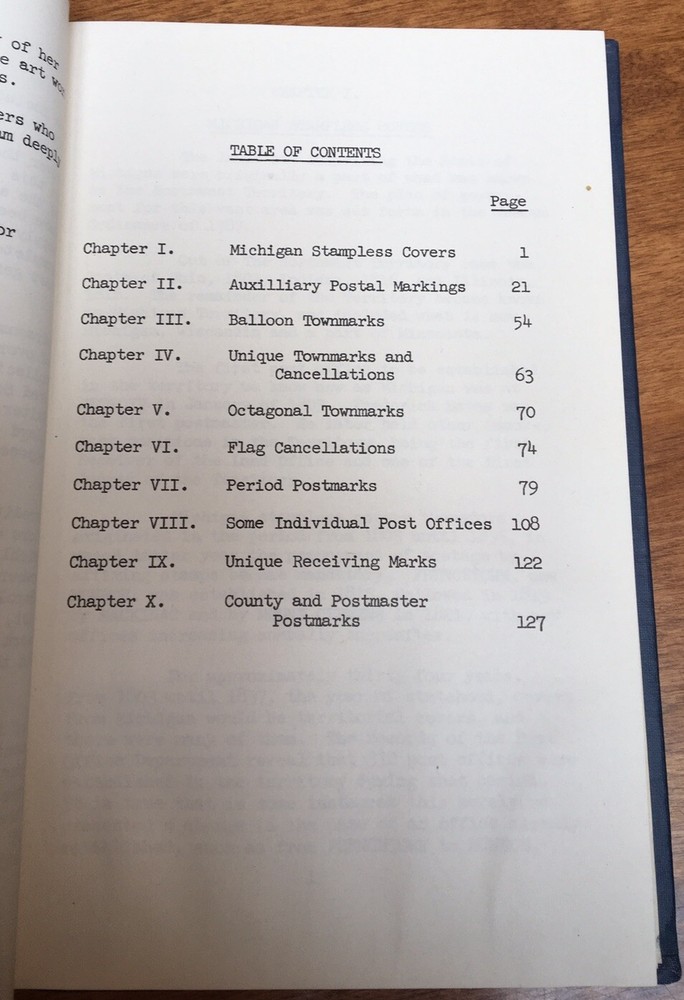 of her
e art
s.
ers who
am deeply
or
TABLE OF CONTENTS
Page
Chapter I. Michigan Stampless Covers 1
Chapter II. Auxilliary Postal Markings 21
Chapter III. Balloon Townmarks 54
Chapter IV. Unique Townmarks and
Cancellations 63
Chapter V. Octagonal Townmarks 70
Chapter VI. Flag Cancellations 74
Chapter VII. Period Postmarks 79
Chapter VIII. Some Individual Post Offices 108
Chapter IX. Unique Receiving Marks 122
Chapter X. County and Postmaster
Postmarks 127